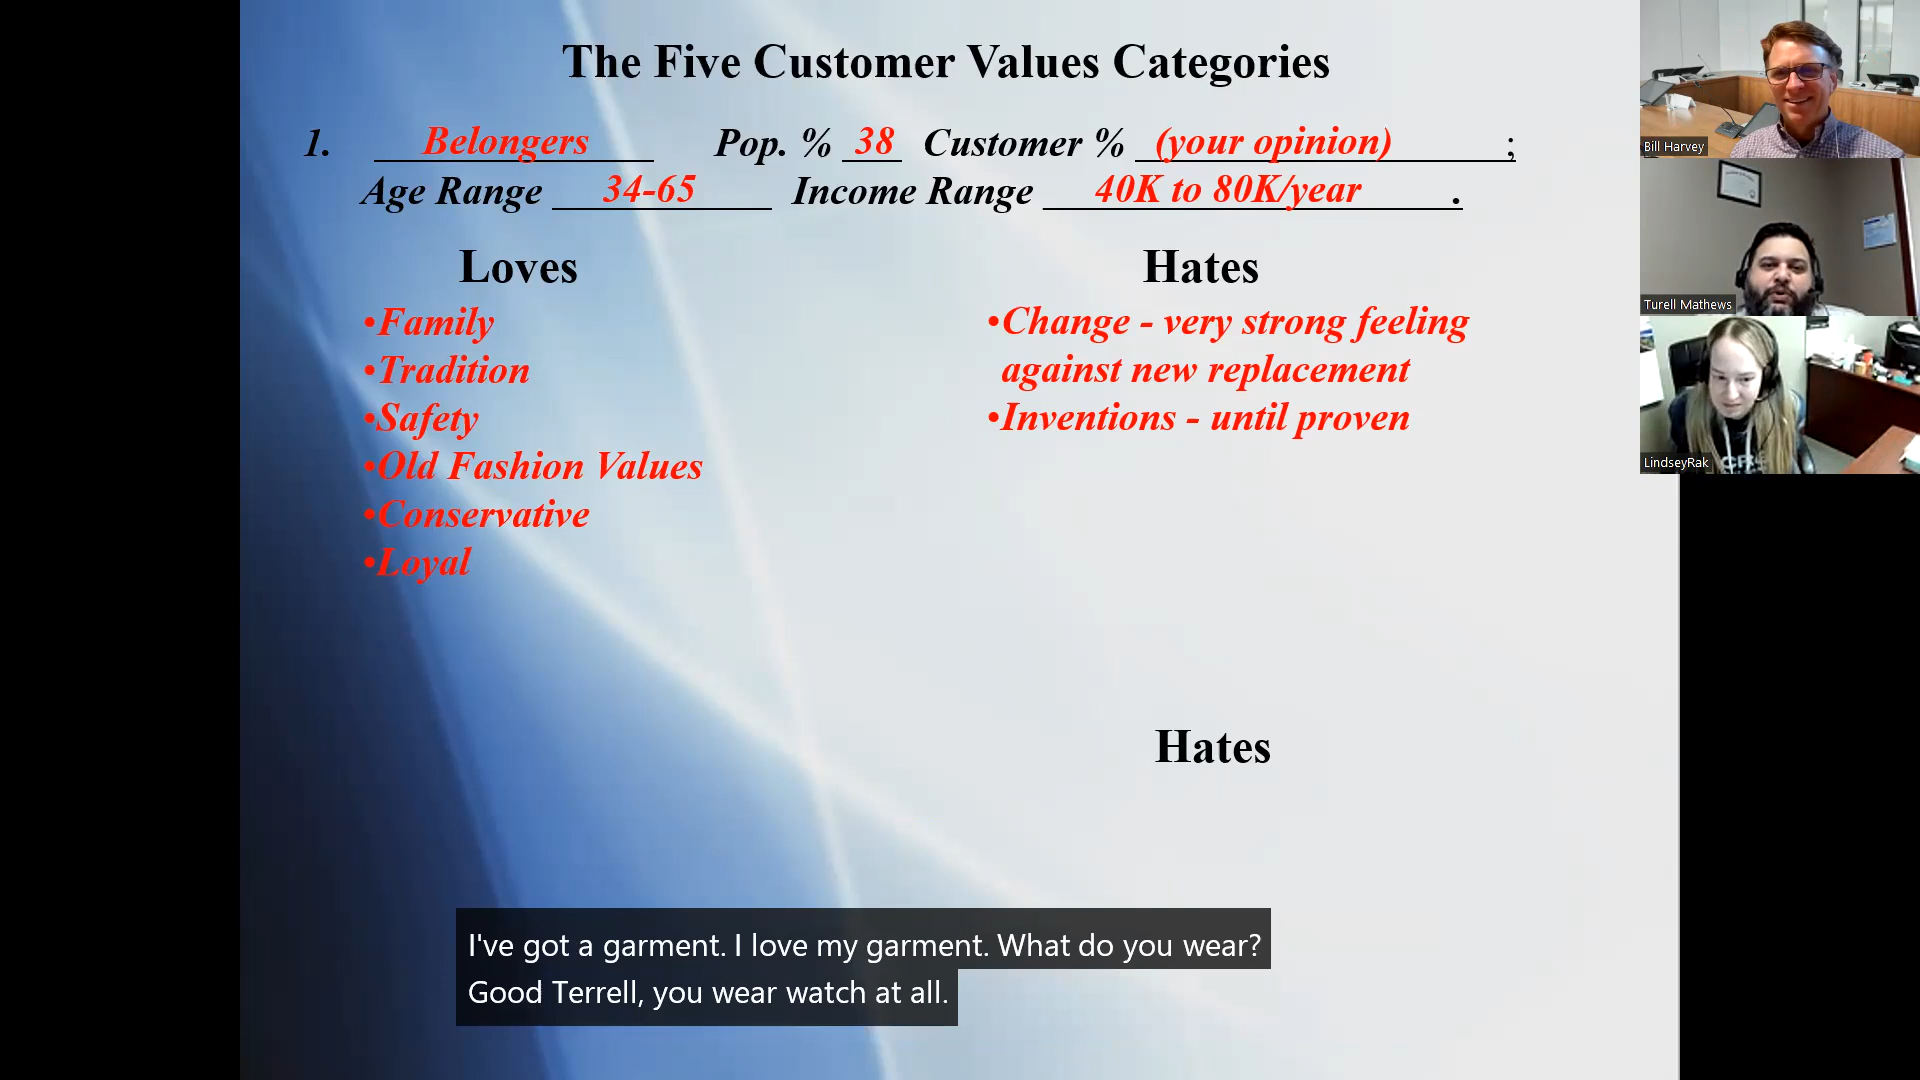 The Five Customer Values Categories
1. Belongers Pop. % 38 Customer % (your opinion) ;
Age Range 34-65 Income Range 40K to 80K/year .
Loves
•Family
•Tradition
•Safety
•Old Fashion Values
•Conservative
•Loyal
Hates
•Change - very strong feeling
against new replacement
•Inventions - until proven
Hates
I've got a garment. I love my garment. What do you wear?
Good Terrell, you wear watch at all.
Bill Harvey
Turell Mathews
LindseyRak